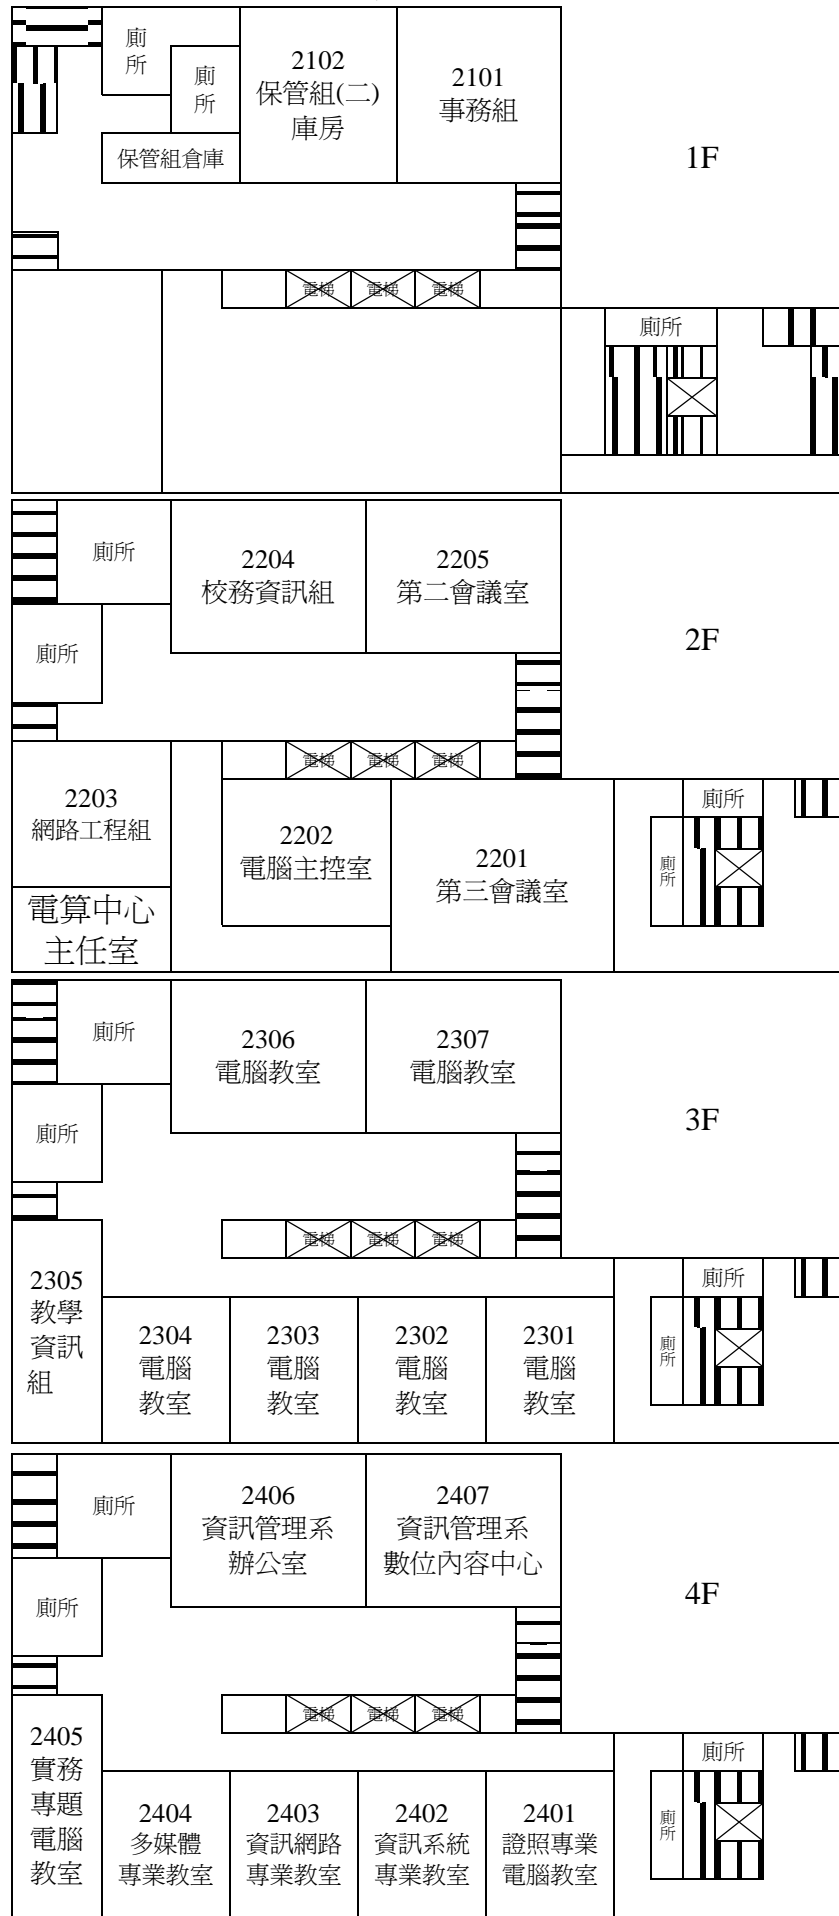 廁
所
廁
所
2102
保管組(二)
庫房
2101
事務組
保管組倉庫
1F
電梯
電梯
電梯
廁所
廁所
2204
校務資訊組
2205
第二會議室
廁所
2F
電梯
電梯
電梯
2203
網路工程組
2202
電腦主控室
2201
第三會議室
廁所
廁
所
電算中心
主任室
廁所
2306
電腦教室
2307
電腦教室
廁所
3F
電梯
電梯
電梯
2305
教學
資訊
組
2304
電腦
教室
2303
電腦
教室
2302
電腦
教室
2301
電腦
教室
廁所
廁
所
廁所
2406
資訊管理系
辦公室
2407
資訊管理系
數位內容中心
廁所
4F
電梯
電梯
電梯
2405
實務
專題
電腦
教室
2404
多媒體
專業教室
2403
資訊網路
專業教室
2402
資訊系統
專業教室
2401
證照專業
電腦教室
廁所
廁
所